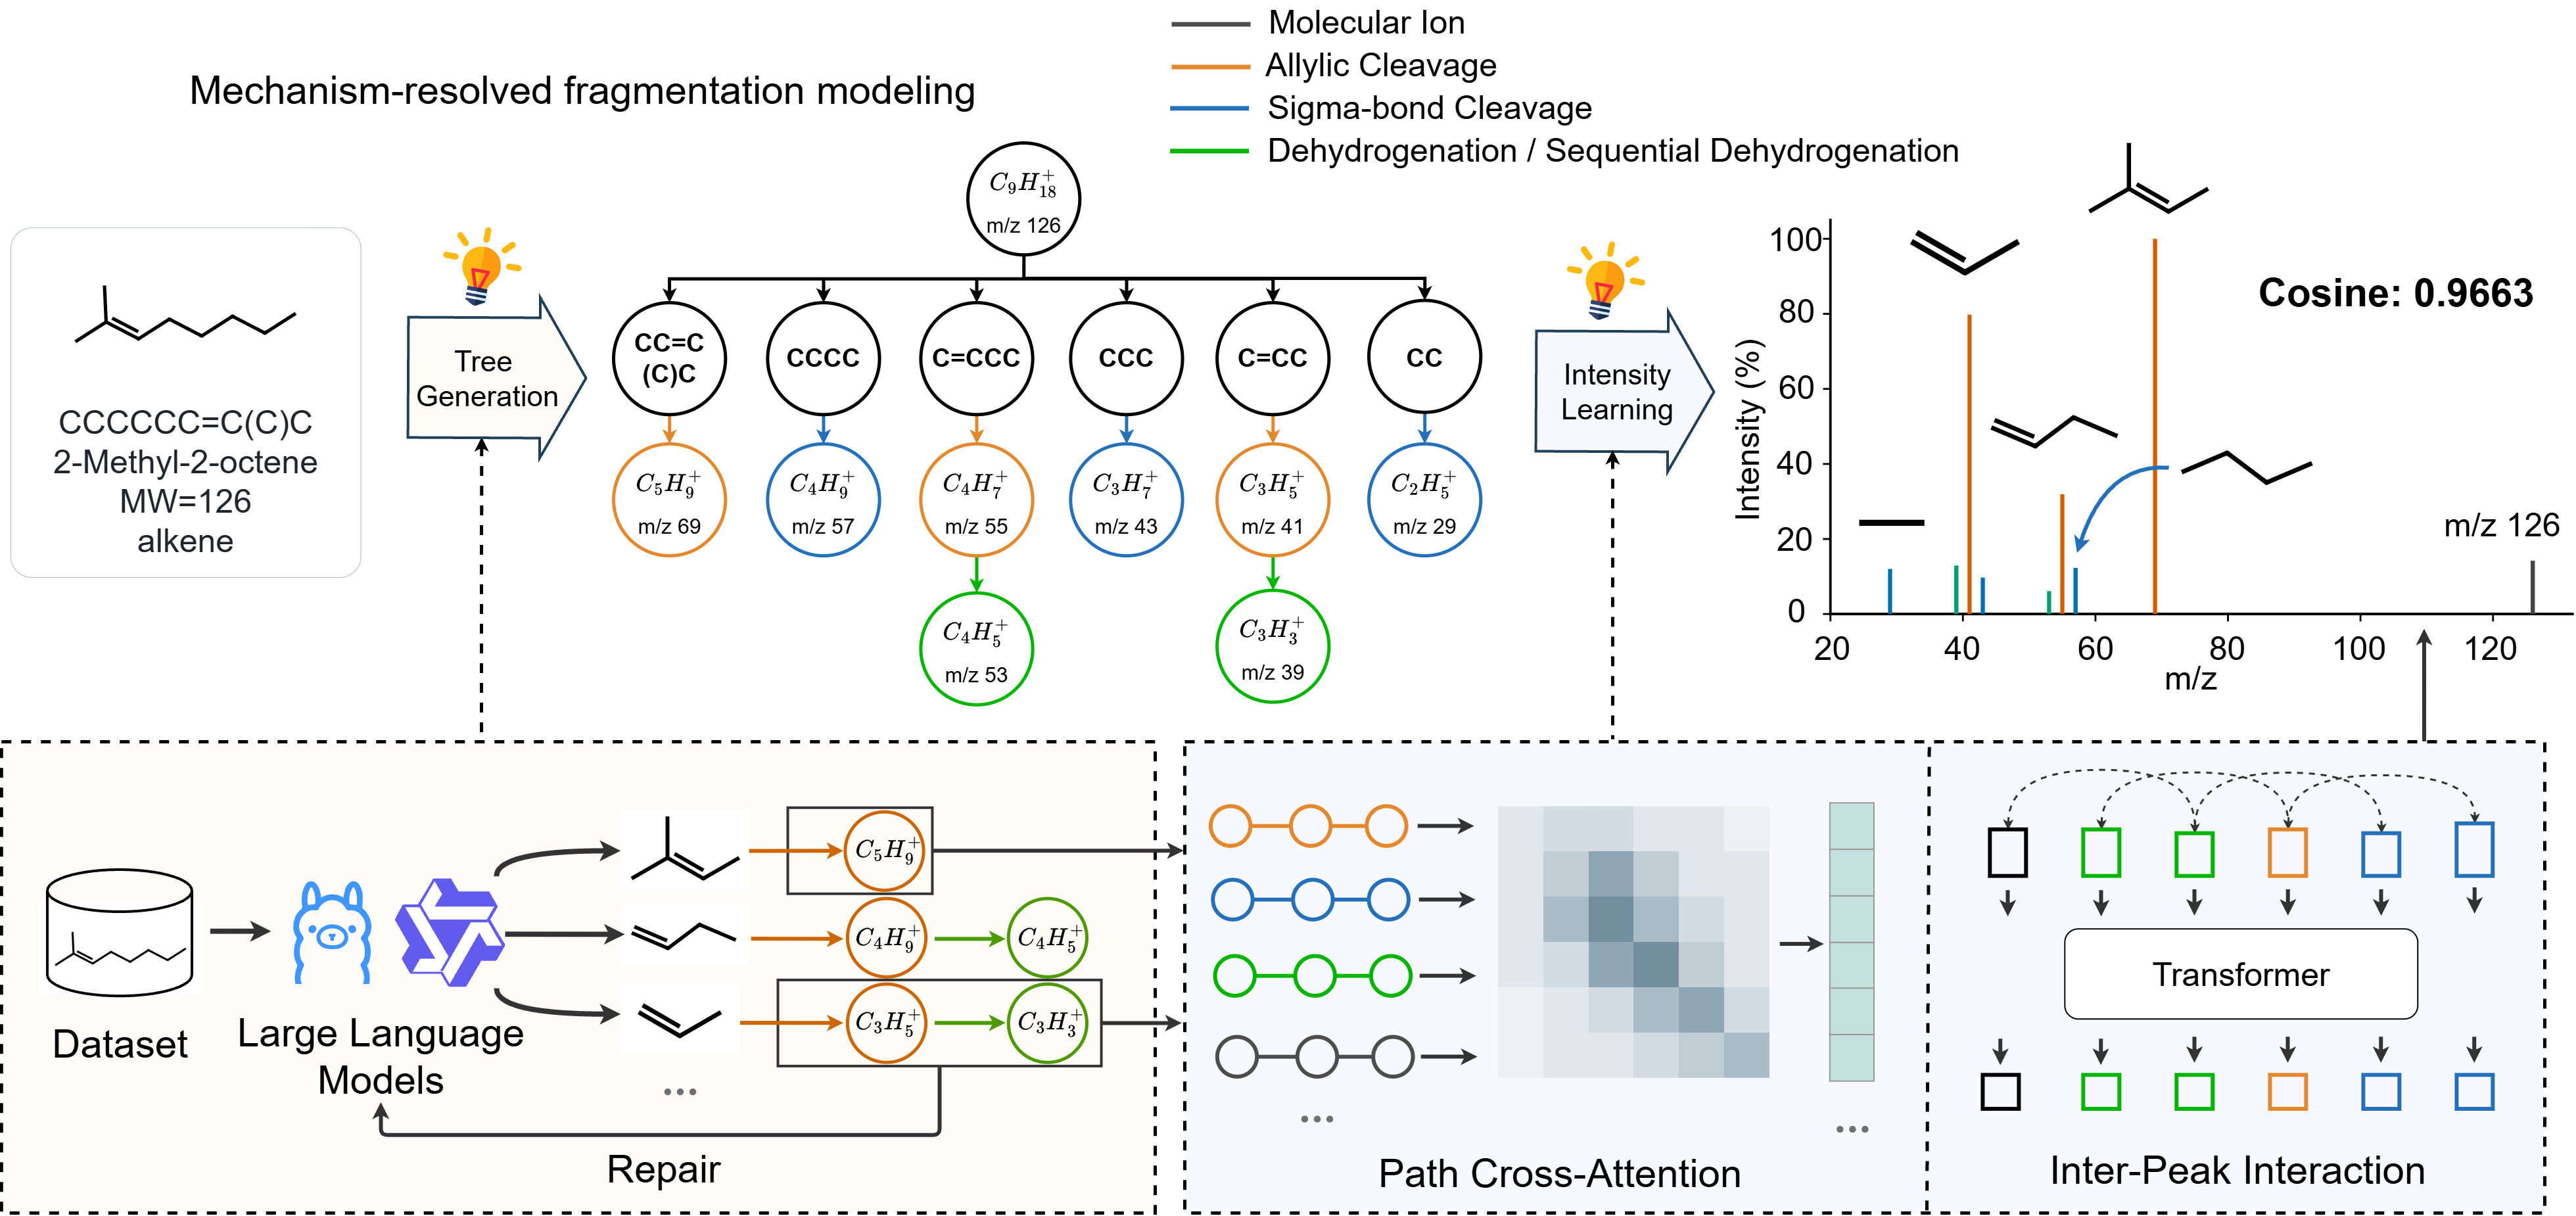 Molecular Ion
Allylic Cleavage
Sigma-bond Cleavage
Dehydrogenation / Sequential Dehydrogenation
Mechanism-resolved fragmentation modeling
CCCCCC=C(C)C
2-Methyl-2-octene
MW=126
alkene
Tree
Generation
C₉H₁₈⁺
m/z 126
CC=C
(C)C
CCCC
C=CCC
CCC
C=CC
CC
C₅H₉⁺
m/z 69
C₄H₉⁺
m/z 57
C₄H₇⁺
m/z 55
C₃H₇⁺
m/z 43
C₃H₅⁺
m/z 41
C₂H₅⁺
m/z 29
C₄H₅⁺
m/z 53
C₃H₃⁺
m/z 39
Intensity
Learning
Cosine: 0.9663
Intensity (%)
100
80
60
40
20
0
m/z 126
20 40 60 80 100 120
m/z
Dataset
Large Language
Models
C₅H₉⁺
C₄H₉⁺
C₄H₅⁺
C₃H₅⁺
C₃H₃⁺
...
Repair
...
Path Cross-Attention
...
Transformer
Inter-Peak Interaction